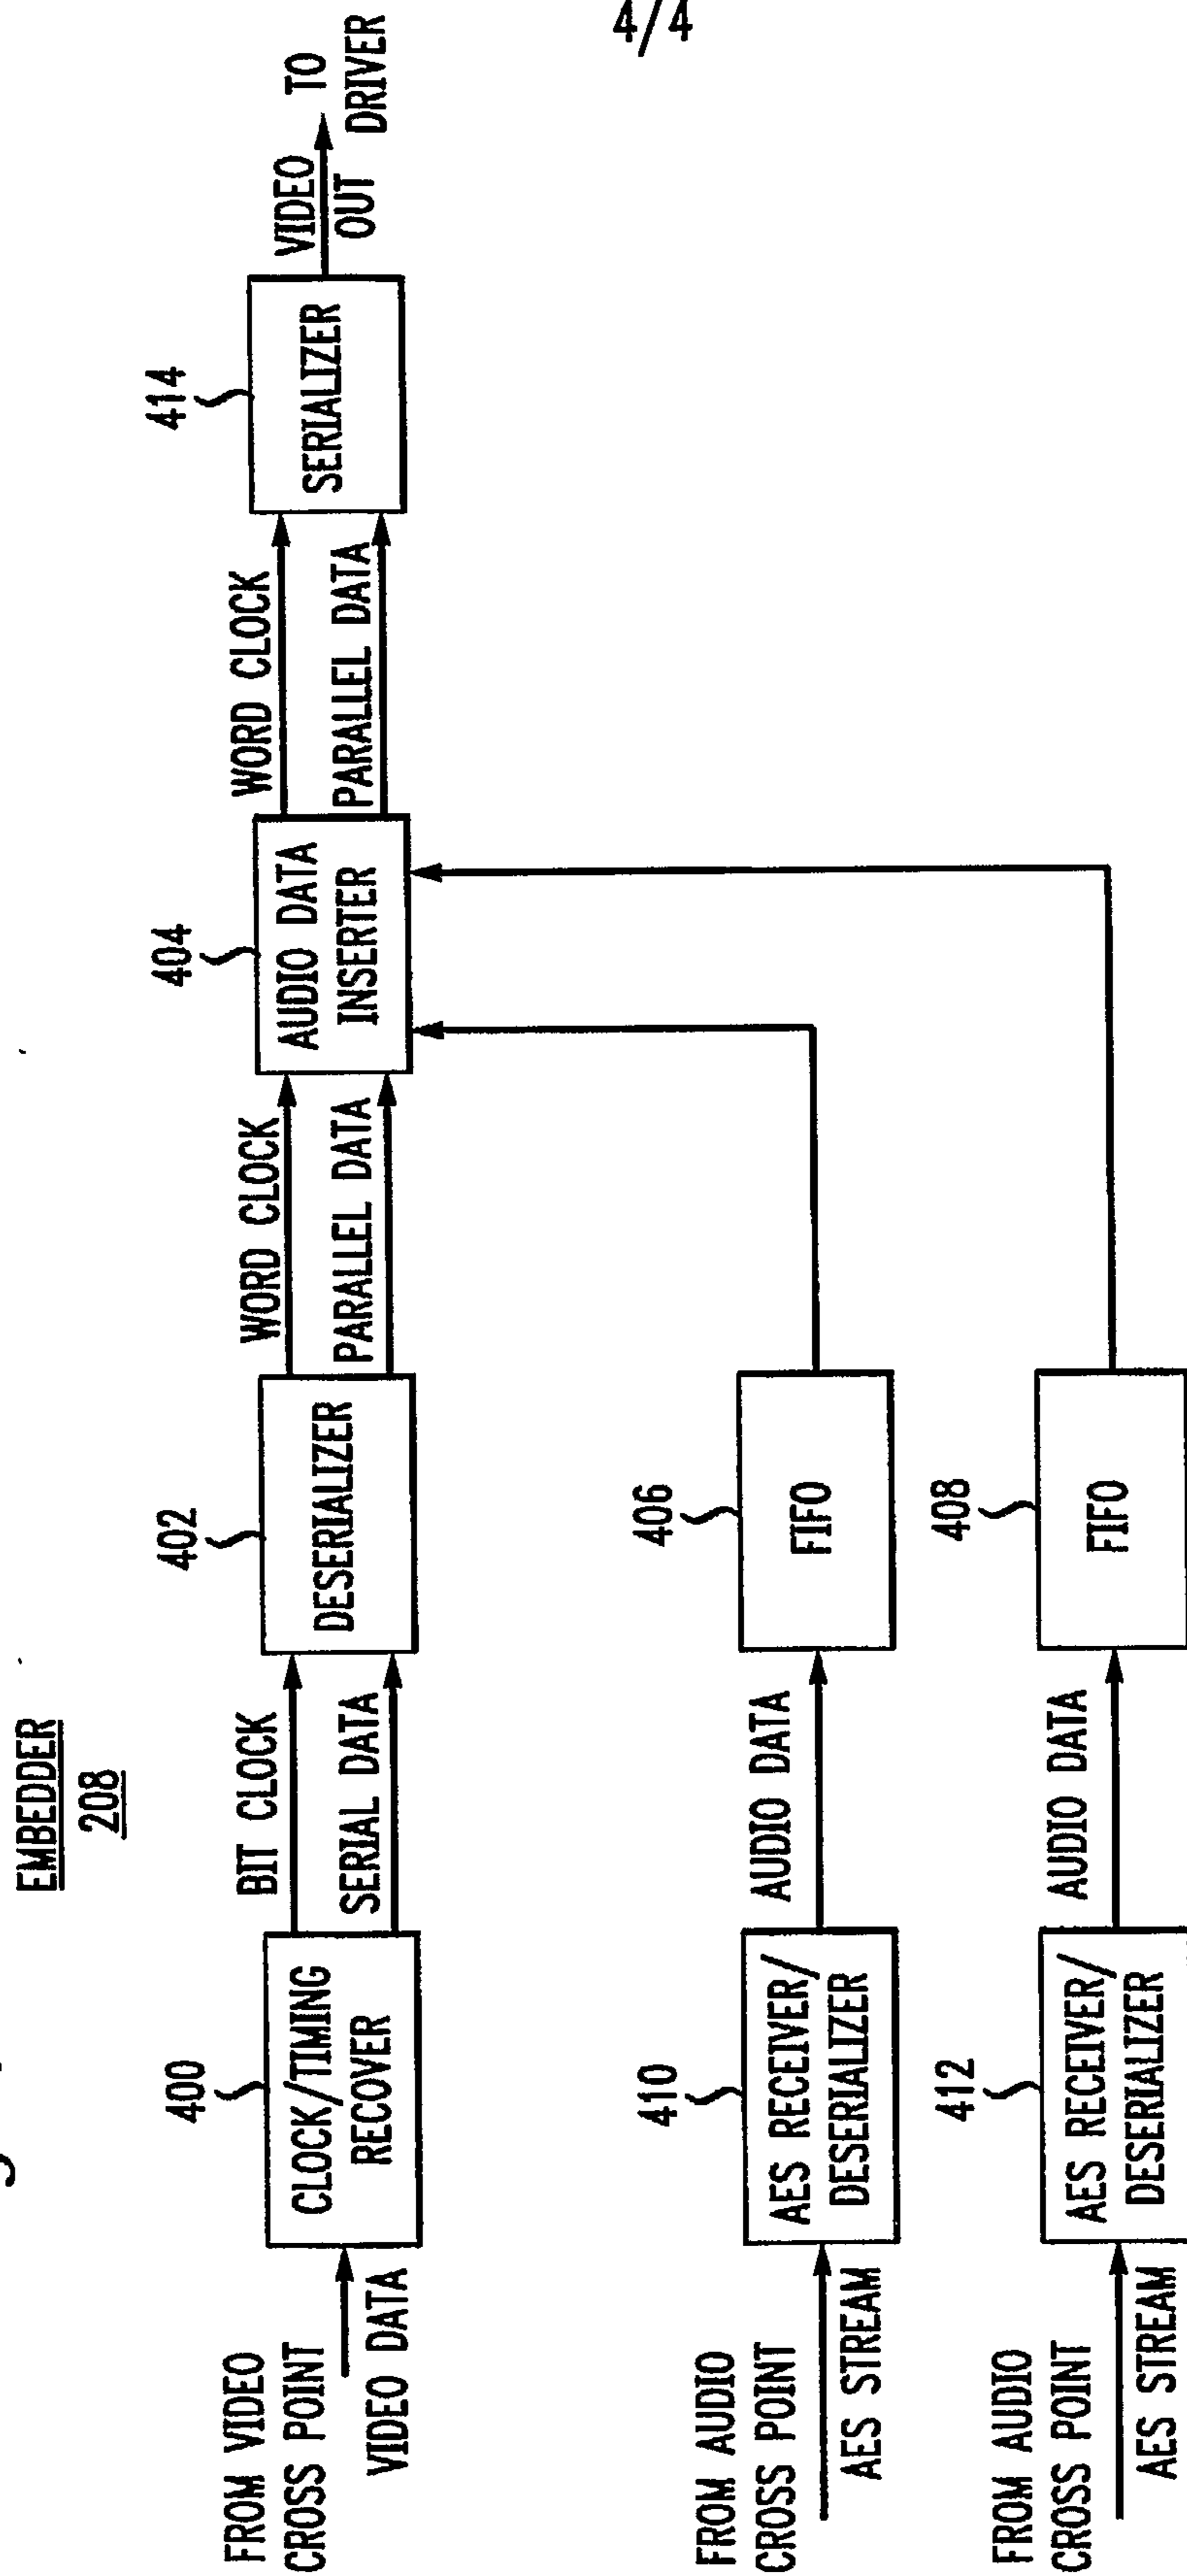 4/4
EMBEDDER
208
FROM VIDEO
CROSS POINT
VIDEO DATA
400
CLOCK/TIMING
RECOVER
BIT CLOCK
SERIAL DATA
402
DESERIALIZER
WORD CLOCK
PARALLEL DATA
404
AUDIO DATA
INSERTER
WORD CLOCK
PARALLEL DATA
414
SERIALIZER
VIDEO
OUT
TO
DRIVER
FROM AUDIO
CROSS POINT
AES STREAM
410
AES RECEIVER/
DESERIALIZER
AUDIO DATA
406
FIFO
FROM AUDIO
CROSS POINT
AES STREAM
412
AES RECEIVER/
DESERIALIZER
AUDIO DATA
408
FIFO